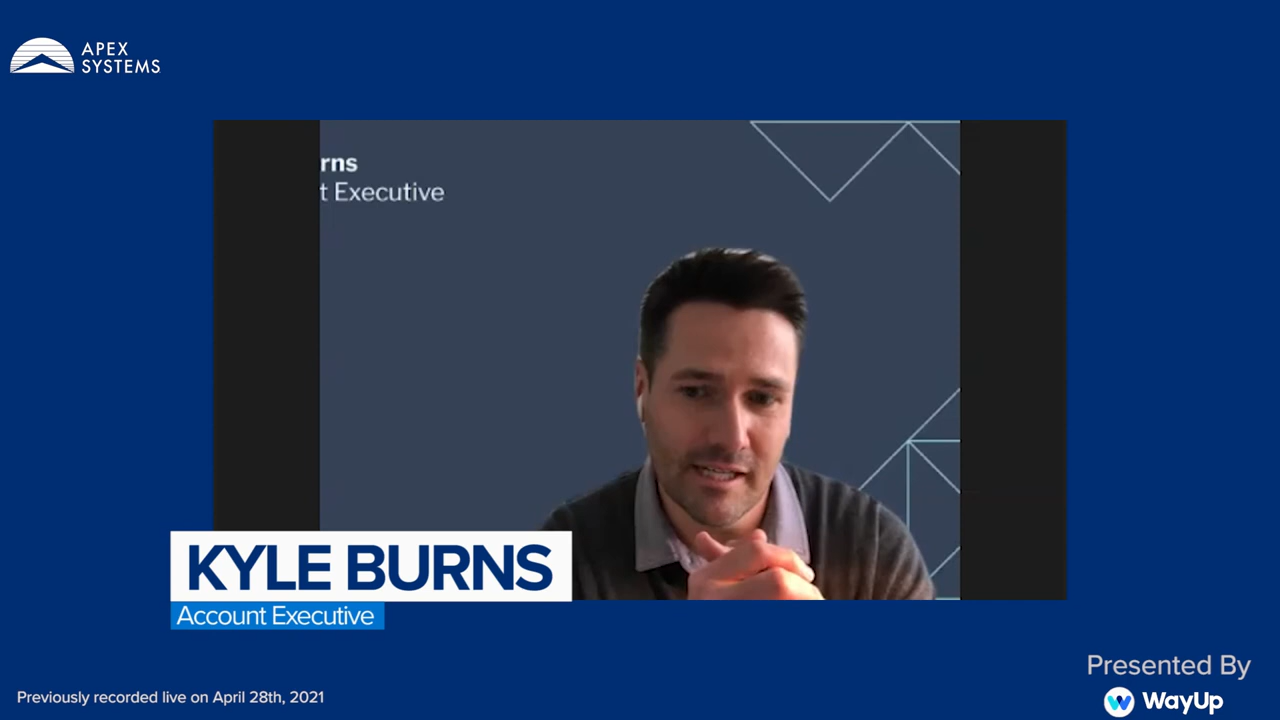 APEX
SYSTEMS
rns
t Executive
KYLE BURNS
Account Executive
Presented By
WayUp
Previously recorded live on April 28th, 2021